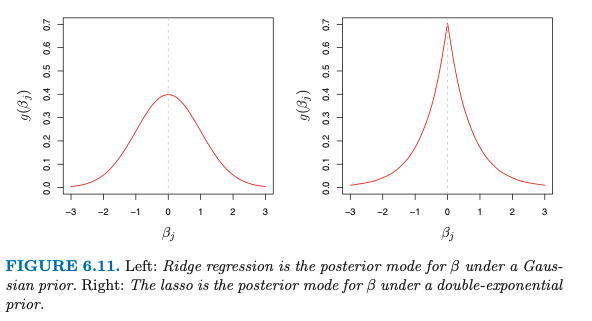 g(βj)
0.0 0.1 0.2 0.3 0.4 0.5 0.6 0.7
−3 −2 −1 0 1 2 3
βj
g(βj)
0.0 0.1 0.2 0.3 0.4 0.5 0.6 0.7
−3 −2 −1 0 1 2 3
βj
FIGURE 6.11. Left: Ridge regression is the posterior mode for β under a Gaus-
sian prior. Right: The lasso is the posterior mode for β under a double-exponential
prior.